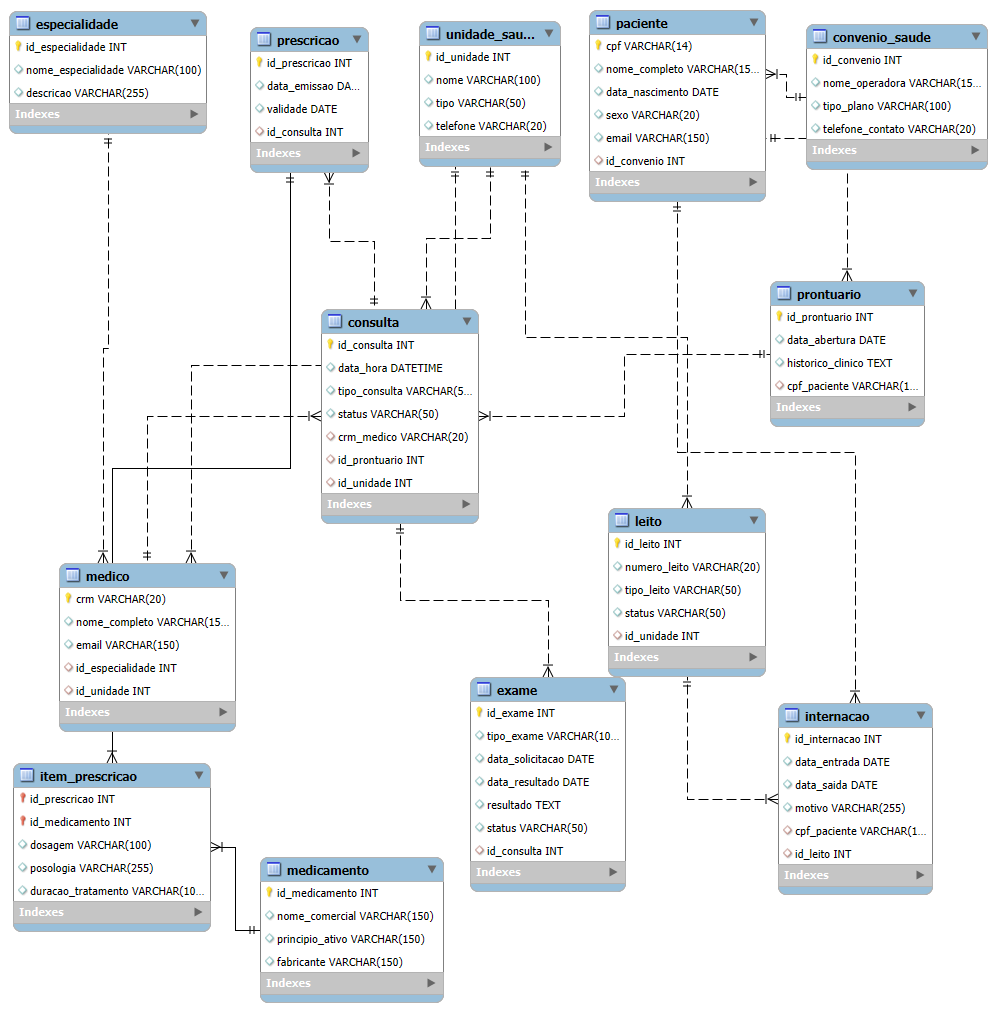 especialidade
id_especialidade INT
nome_especialidade VARCHAR(100)
descricao VARCHAR(255)
Indexes
prescricao
id_prescricao INT
data_emissao DA...
validade DATE
id_consulta INT
Indexes
unidade_sau...
id_unidade INT
nome VARCHAR(100)
tipo VARCHAR(50)
telefone VARCHAR(20)
Indexes
paciente
cpf VARCHAR(14)
nome_completo VARCHAR(15...
data_nascimento DATE
sexo VARCHAR(20)
email VARCHAR(150)
id_convenio INT
Indexes
convenio_saude
id_convenio INT
nome_operadora VARCHAR(15...
tipo_plano VARCHAR(100)
telefone_contato VARCHAR(20)
Indexes
prontuario
id_prontuario INT
data_abertura DATE
historico_clinico TEXT
cpf_paciente VARCHAR(1...
Indexes
consulta
id_consulta INT
data_hora DATETIME
tipo_consulta VARCHAR(5...
status VARCHAR(50)
crm_medico VARCHAR(20)
id_prontuario INT
id_unidade INT
Indexes
leito
id_leito INT
numero_leito VARCHAR(20)
tipo_leito VARCHAR(50)
status VARCHAR(50)
id_unidade INT
Indexes
medico
crm VARCHAR(20)
nome_completo VARCHAR(15...
email VARCHAR(150)
id_especialidade INT
id_unidade INT
Indexes
exame
id_exame INT
tipo_exame VARCHAR(10...
data_solicitacao DATE
data_resultado DATE
resultado TEXT
status VARCHAR(50)
id_consulta INT
Indexes
internacao
id_internacao INT
data_entrada DATE
data_saida DATE
motivo VARCHAR(255)
cpf_paciente VARCHAR(1...
id_leito INT
Indexes
item_prescricao
id_prescricao INT
id_medicamento INT
dosagem VARCHAR(100)
posologia VARCHAR(255)
duracao_tratamento VARCHAR(10...
Indexes
medicamento
id_medicamento INT
nome_comercial VARCHAR(150)
principio_ativo VARCHAR(150)
fabricante VARCHAR(150)
Indexes